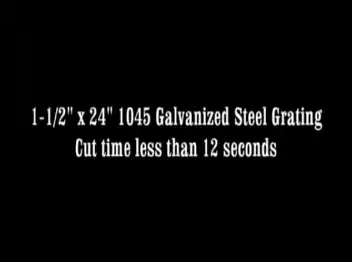 1-1/2" x 24" 1045 Galvanized Steel Grating
Cut time less than 12 seconds